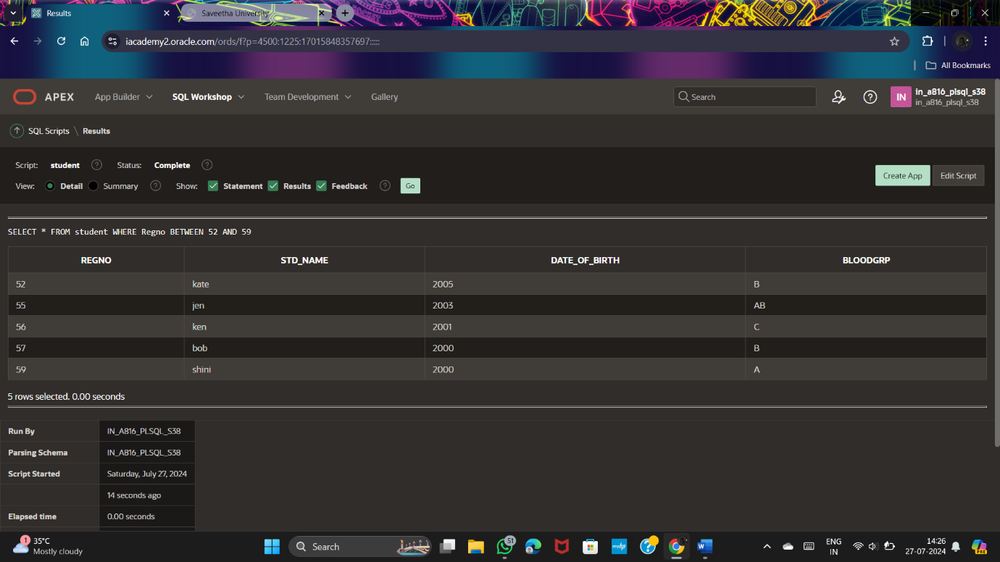 Results
Saveetha University
iacademy2.oracle.com/ords/f?p=4500:1225:17015848357697:::::
All Bookmarks
APEX App Builder SQL Workshop Team Development Gallery Search IN in_a816_plsql_s38
in_a816_plsql_s38
SQL Scripts \ Results
Script: student ? Status: Complete ?
View: Detail Summary ? Show: Statement Results Feedback ? Go Create App Edit Script
SELECT * FROM student WHERE Regno BETWEEN 52 AND 59
REGNO STD_NAME DATE_OF_BIRTH BLOODGRP
52 kate 2005 B
55 jen 2003 AB
56 ken 2001 C
57 bob 2000 B
59 shini 2000 A
5 rows selected. 0.00 seconds
Run By IN_A816_PLSQL_S38
Parsing Schema IN_A816_PLSQL_S38
Script Started Saturday, July 27, 2024
14 seconds ago
Elapsed time 0.00 seconds
1 35°C
Mostly cloudy
Search
51
myhp
W
ENG
IN
14:26
27-07-2024
PRE